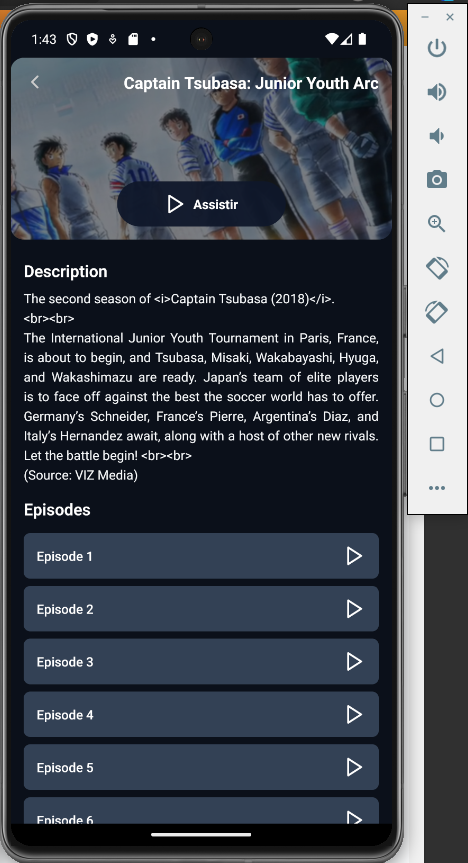 1:43
Captain Tsubasa: Junior Youth Arc
Assistir
Description
The second season of <i>Captain Tsubasa (2018)</i>.
<br><br>
The International Junior Youth Tournament in Paris, France,
is about to begin, and Tsubasa, Misaki, Wakabayashi, Hyuga,
and Wakashimazu are ready. Japan’s team of elite players
is to face off against the best the soccer world has to offer.
Germany’s Schneider, France’s Pierre, Argentina’s Diaz, and
Italy’s Hernandez await, along with a host of other new rivals.
Let the battle begin! <br><br>
(Source: VIZ Media)
Episodes
Episode 1
Episode 2
Episode 3
Episode 4
Episode 5
Episode 6